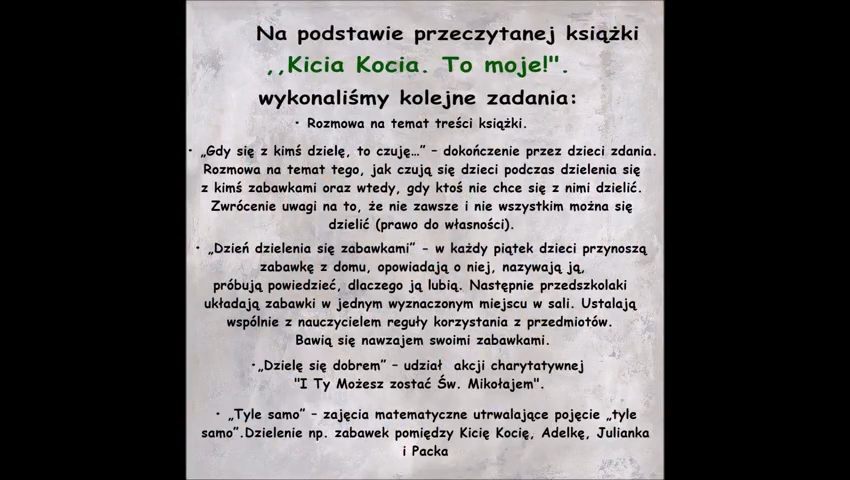 Na podstawie przeczytanej książki
,,Kicia Kocia. To moje!".
wykonaliśmy kolejne zadania:
• Rozmowa na temat treści książki.
• „Gdy się z kimś dzielę, to czuję…” – dokończenie przez dzieci zdania.
Rozmowa na temat tego, jak czują się dzieci podczas dzielenia się
z kimś zabawkami oraz wtedy, gdy ktoś nie chce się z nimi dzielić.
Zwrócenie uwagi na to, że nie zawsze i nie wszystkim można się
dzielić (prawo do własności).
• „Dzień dzielenia się zabawkami” – w każdy piątek dzieci przynoszą
zabawkę z domu, opowiadają o niej, nazywają ją,
próbują powiedzieć, dlaczego ją lubią. Następnie przedszkolaki
układają zabawki w jednym wyznaczonym miejscu w sali. Ustalają
wspólnie z nauczycielem reguły korzystania z przedmiotów.
Bawią się nawzajem swoimi zabawkami.
•„Dzielę się dobrem” – udział akcji charytatywnej
"I Ty Możesz zostać Św. Mikołajem".
• „Tyle samo” – zajęcia matematyczne utrwalające pojęcie „tyle
samo”.Dzielenie np. zabawek pomiędzy Kicię Kocię, Adelkę, Julianka
i Packa